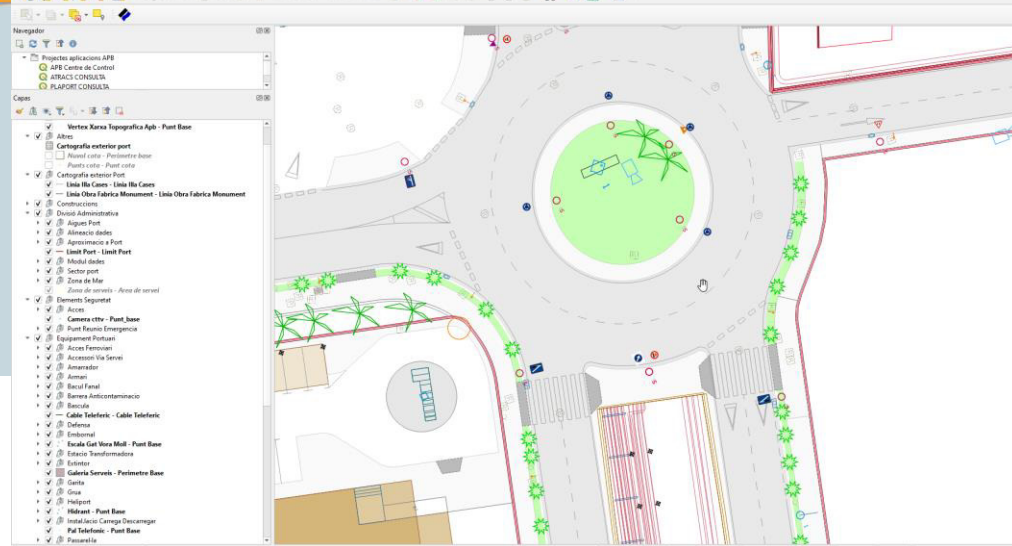 Navegador
Projectes aplicacions APB
APB Centre de Control
ATRACS CONSULTA
PLAPORT CONSULTA
Capas
Vertex Xarxa Topografica Apb - Punt Base
Altres
Cartografia exterior port
Numl cota - Perimetre base
Punts cota - Punt cota
Cartografia exterior Port
Linia Illa Cases - Linia Illa Cases
Linia Obra Fabrica Monument - Linia Obra Fabrica Monument
Construccions
Divisió Administrativa
Aigues Port
Alineacio dades
Aproximacio a Port
Limit Port - Limit Port
Modul dades
Sector port
Zona de Mer
Zona de serveis - Area de servei
Elements Seguretat
Acces
Camera cttv - Punt_base
Punt Reunio Emergencia
Equipament Portuari
Acces Ferroviari
Accessori Via Servei
Amarrador
Armari
Bacul Fanal
Barrera Anticontaminacio
Bascula
Cable Teleferic - Cable Teleferic
Defensa
Embornal
Escala Gat Vora Moll - Punt Base
Estacio Transformadora
Extintor
Galeria Serveis - Perimetre Base
Garita
Grua
Heliport
Hidrant - Punt Base
Instal.lacio Carrega Descarregar
Pal Telefonic - Punt Base
Passarel·la